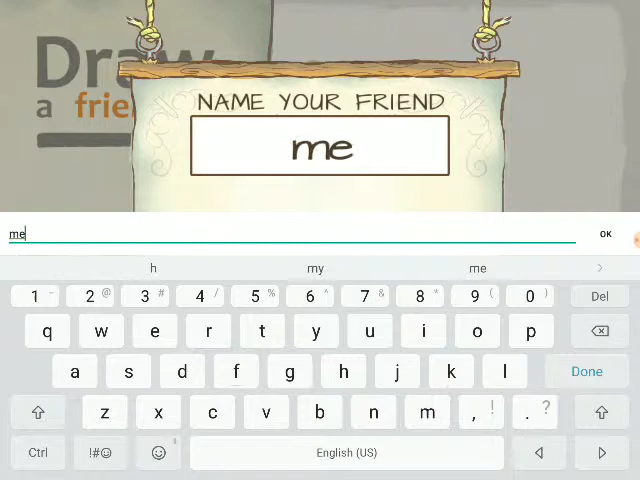 Draw
a frie
NAME YOUR FRIEND
me
me
OK
h my me
1 - 2 @ 3 # 4 / 5 % 6 ^ 7 & 8 * 9 ( 0 ) Del
q w e r t y u i o p
a s d f g h j k l Done
z x c v b n m , ! . ?
Ctrl !#☺ English (US)